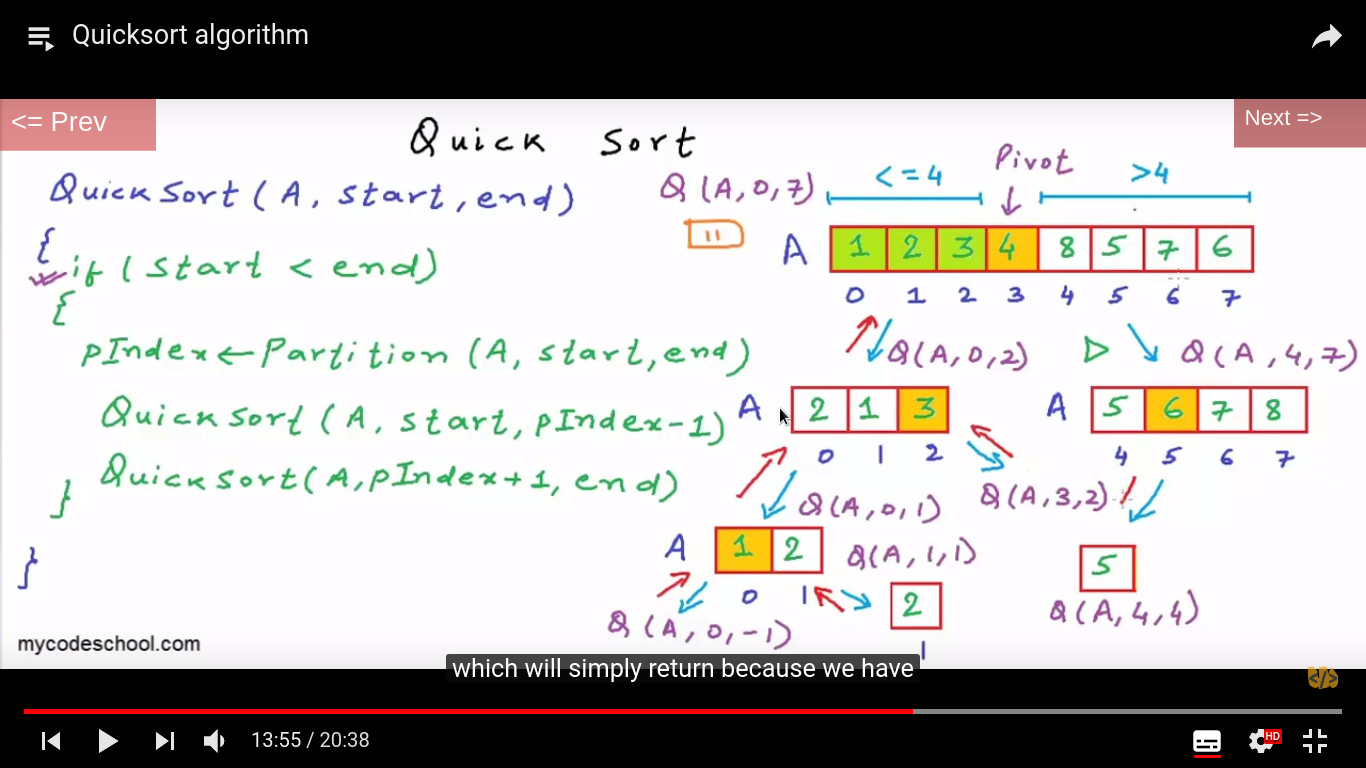 Quicksort algorithm
<= Prev
Next =>
Quick Sort
QuickSort (A, start, end)
{
if (start < end)
{
pIndex ← Partition (A, start, end)
QuickSort (A, start, pIndex-1)
QuickSort(A, pIndex+1, end)
}
}
mycodeschool.com
Q (A, 0, 7)
<=4
Pivot
>4
A 1 2 3 4 8 5 7 6
0 1 2 3 4 5 6 7
Q(A, 0, 2)
Q(A, 4, 7)
A 2 1 3
0 1 2
A 5 6 7 8
4 5 6 7
Q(A, 0, 1)
Q(A, 3, 2)
A 1 2
0 1
Q(A, 1, 1)
2
1
5
Q(A, 4, 4)
Q (A, 0, -1)
which will simply return because we have
</>
13:55 / 20:38
HD